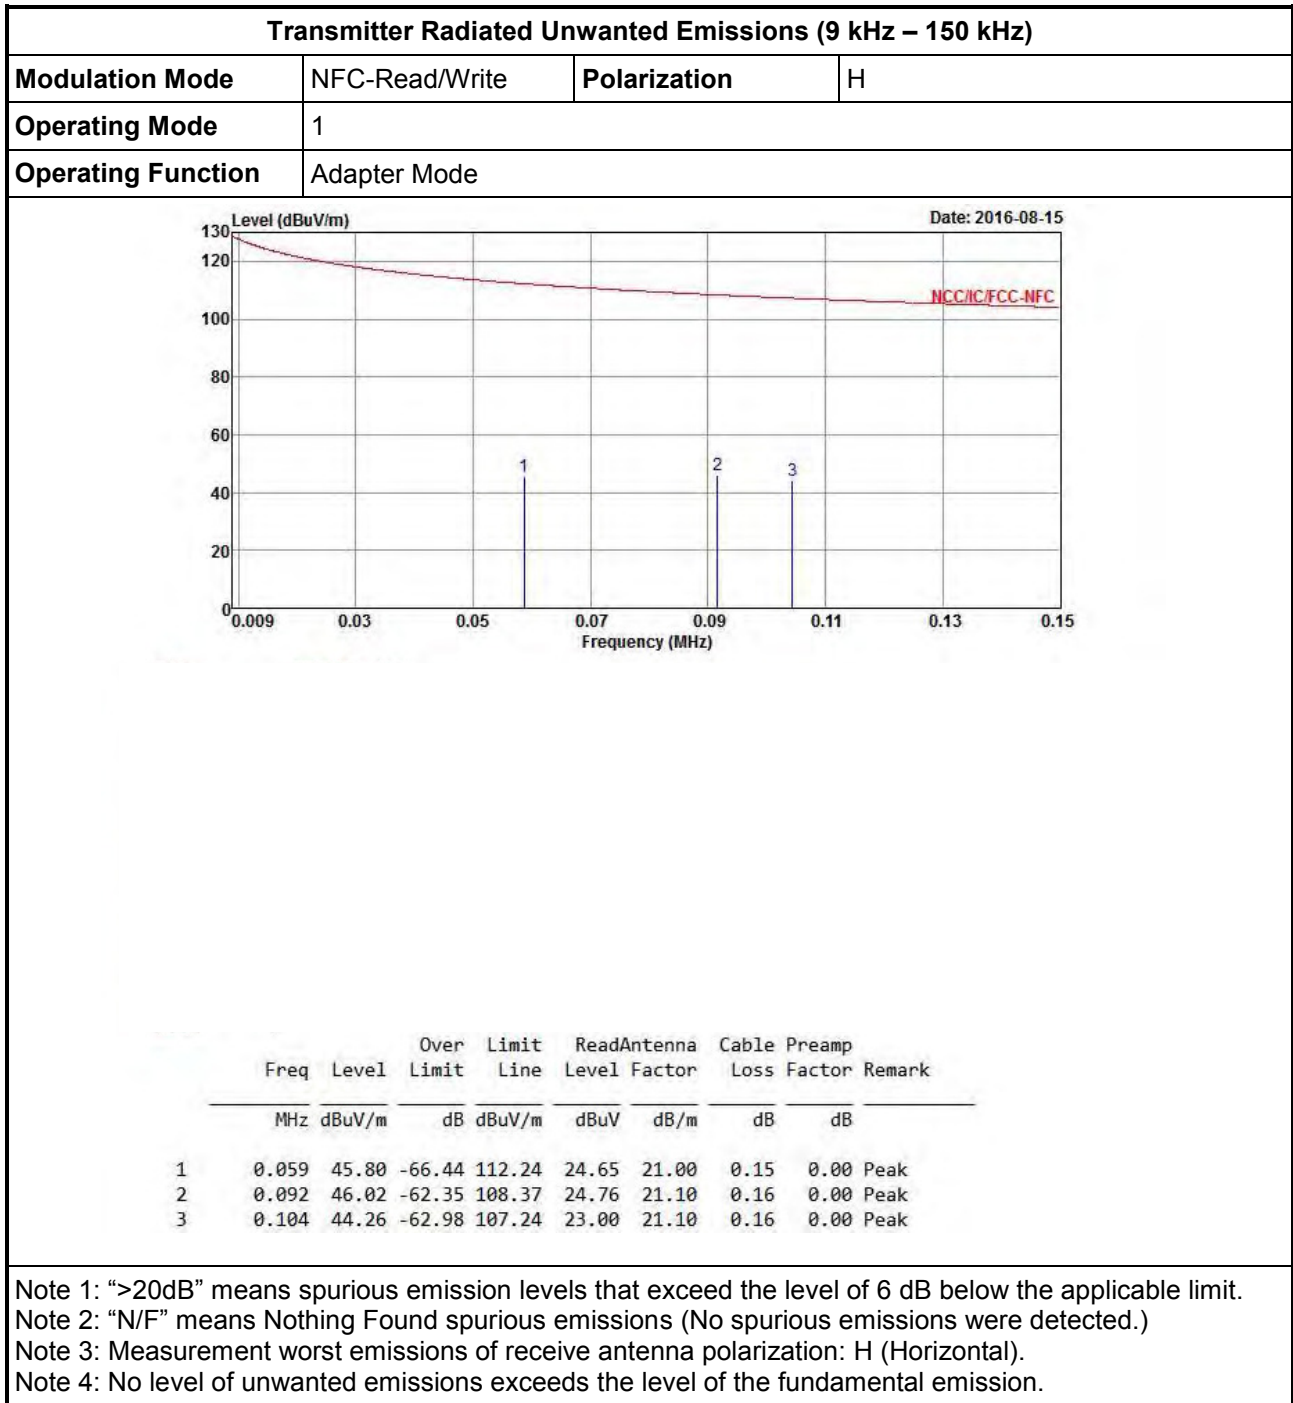 Transmitter Radiated Unwanted Emissions (9 kHz – 150 kHz)
Modulation Mode NFC-Read/Write Polarization H
Operating Mode 1
Operating Function Adapter Mode
Level (dBuV/m) Date: 2016-08-15
130
120
NCC/IC/FCC-NFC
100
80
60
1 2 3
40
20
0
0.009 0.03 0.05 0.07 0.09 0.11 0.13 0.15
Frequency (MHz)
Over Limit ReadAntenna Cable Preamp
Freq Level Limit Line Level Factor Loss Factor Remark
MHz dBuV/m dB dBuV/m dBuV dB/m dB dB
1 0.059 45.80 -66.44 112.24 24.65 21.00 0.15 0.00 Peak
2 0.092 46.02 -62.35 108.37 24.76 21.10 0.16 0.00 Peak
3 0.104 44.26 -62.98 107.24 23.00 21.10 0.16 0.00 Peak
Note 1: “>20dB” means spurious emission levels that exceed the level of 6 dB below the applicable limit.
Note 2: “N/F” means Nothing Found spurious emissions (No spurious emissions were detected.)
Note 3: Measurement worst emissions of receive antenna polarization: H (Horizontal).
Note 4: No level of unwanted emissions exceeds the level of the fundamental emission.